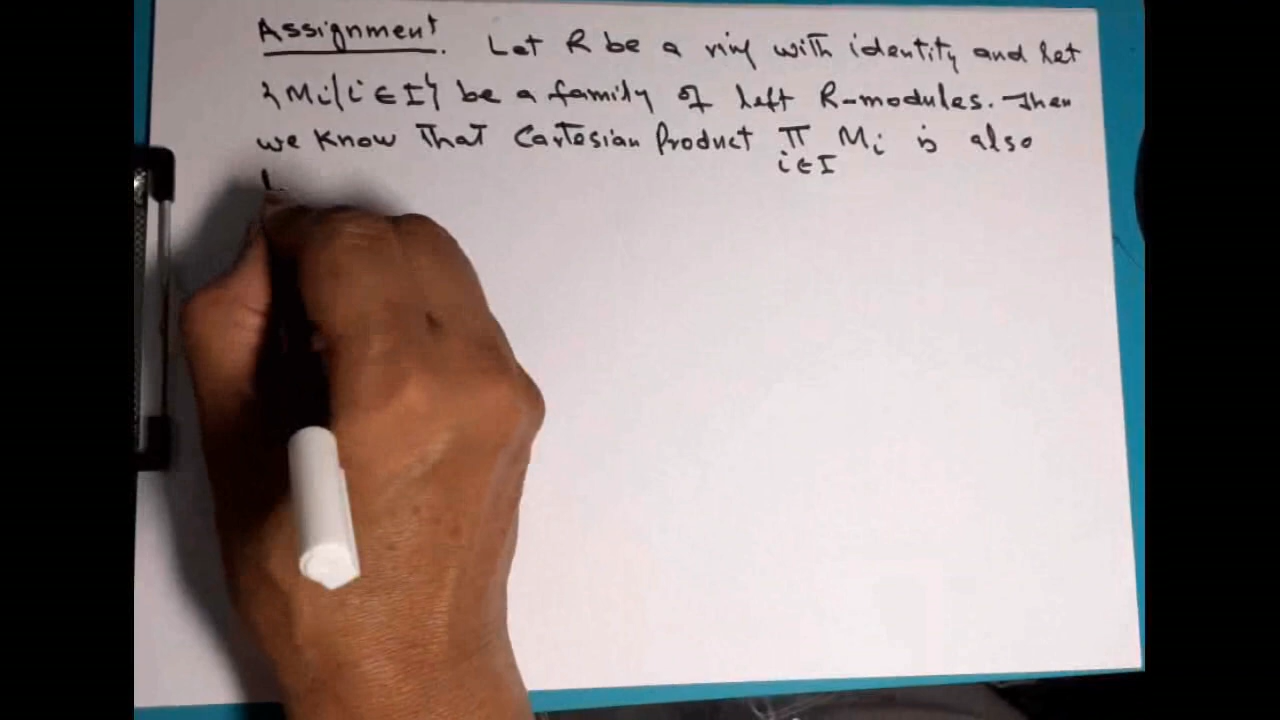 Assignment. Let R be a ring with identity and let
{Mi | i ∈ I} be a family of left R-modules. Then
we know that Cartesian Product ∏ Mi is also
i∈I